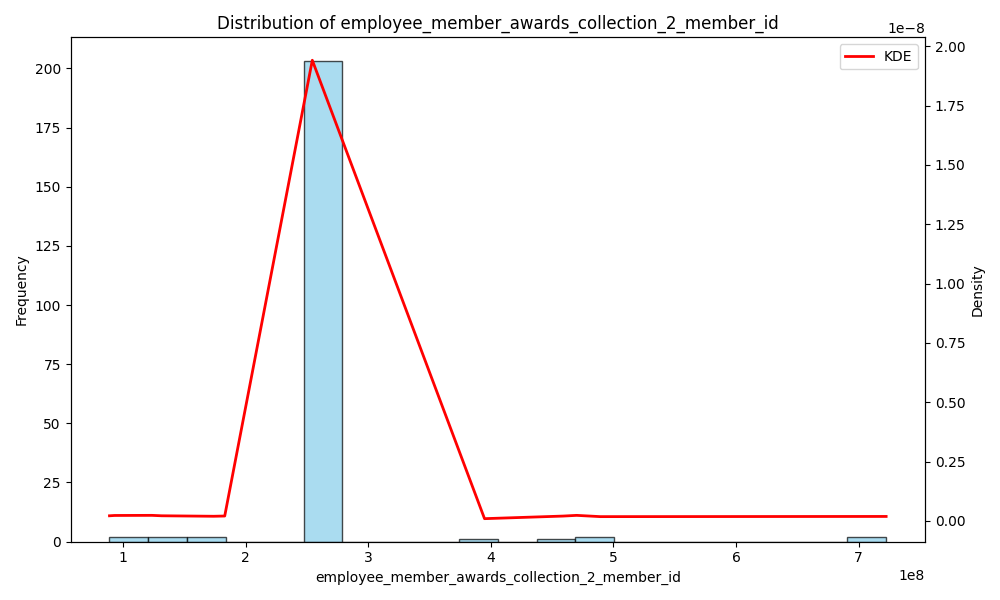 Distribution of employee_member_awards_collection_2_member_id
1e−8
KDE
Frequency
0
25
50
75
100
125
150
175
200
Density
0.00
0.25
0.50
0.75
1.00
1.25
1.50
1.75
2.00
1 2 3 4 5 6 7
1e8
employee_member_awards_collection_2_member_id